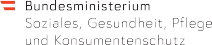 Bundesministerium
Soziales, Gesundheit, Pflege
und Konsumentenschutz